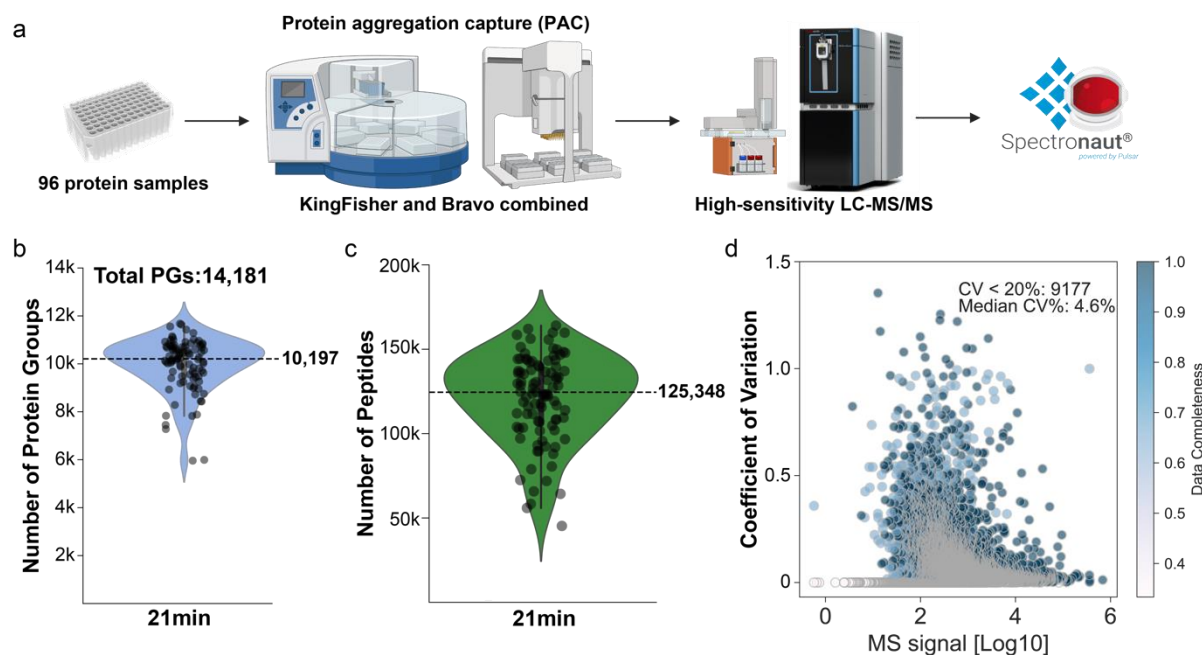 a
Protein aggregation capture (PAC)
96 protein samples
KingFisher and Bravo combined
High-sensitivity LC-MS/MS
Spectronaut®
powered by Pulsar
b
Number of Protein Groups
14k
12k
10k
8k
6k
4k
2k
Total PGs:14,181
10,197
21min
c
Number of Peptides
200k
150k
100k
50k
125,348
21min
d
Coefficient of Variation
1.5
1.0
0.5
0
CV < 20%: 9177
Median CV%: 4.6%
0
2
4
6
MS signal [Log10]
1.0
0.9
0.8
0.7
0.6
0.5
0.4
Data Completeness